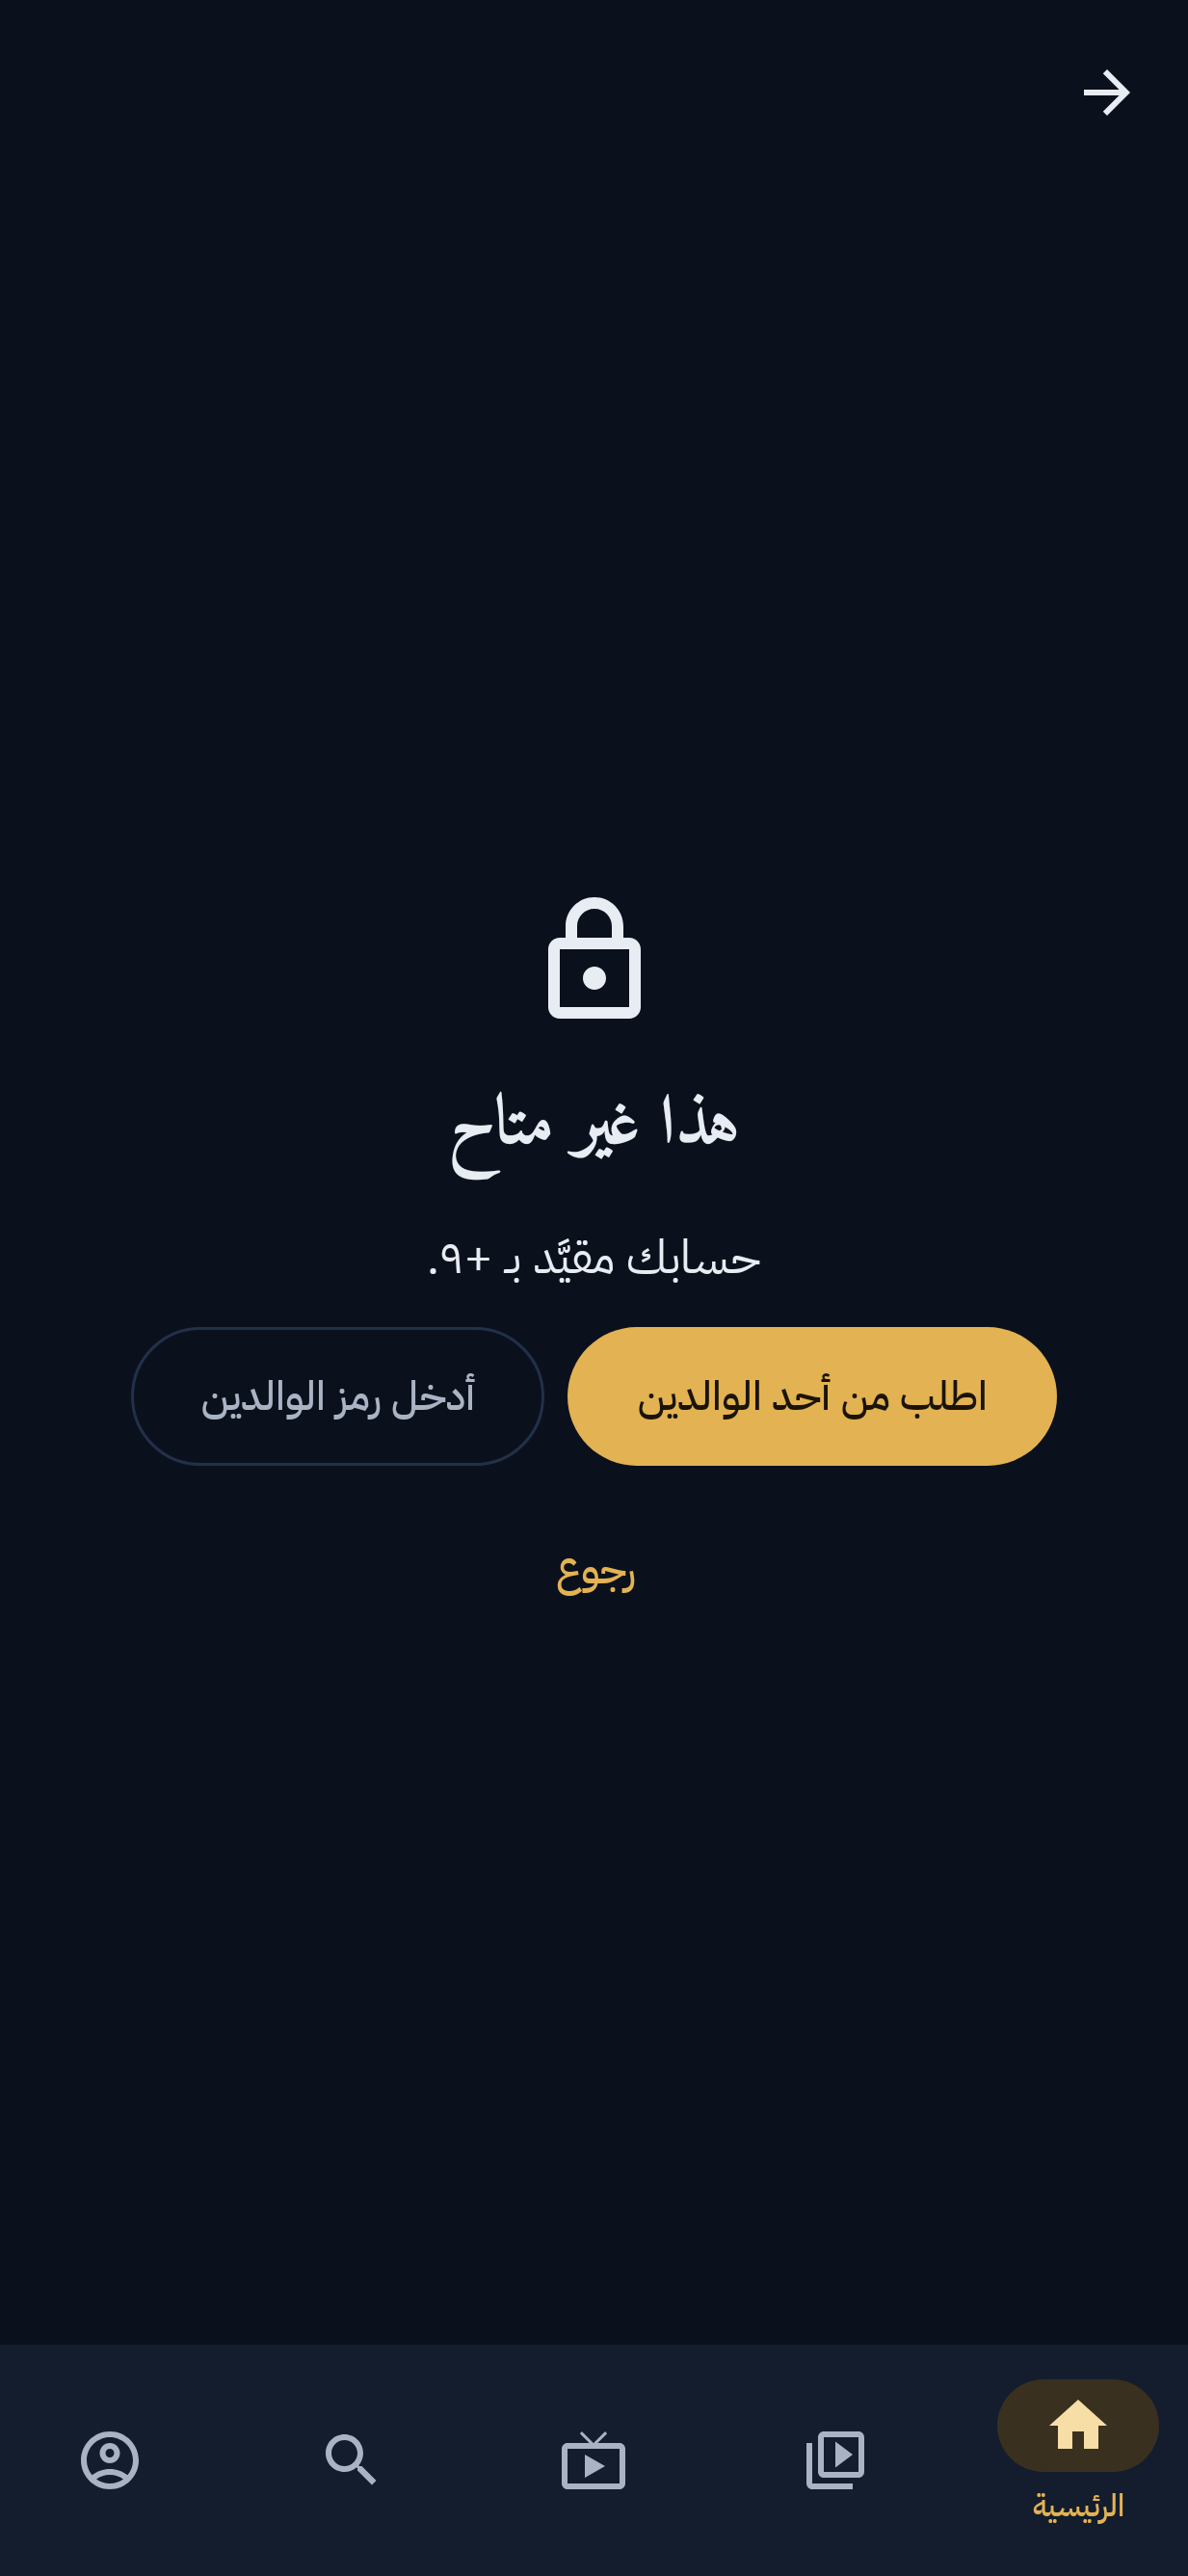 هذا غير متاح
حسابك مقيَّد بـ +٩.
اطلب من أحد الوالدين
أدخل رمز الوالدين
رجوع
الرئيسية